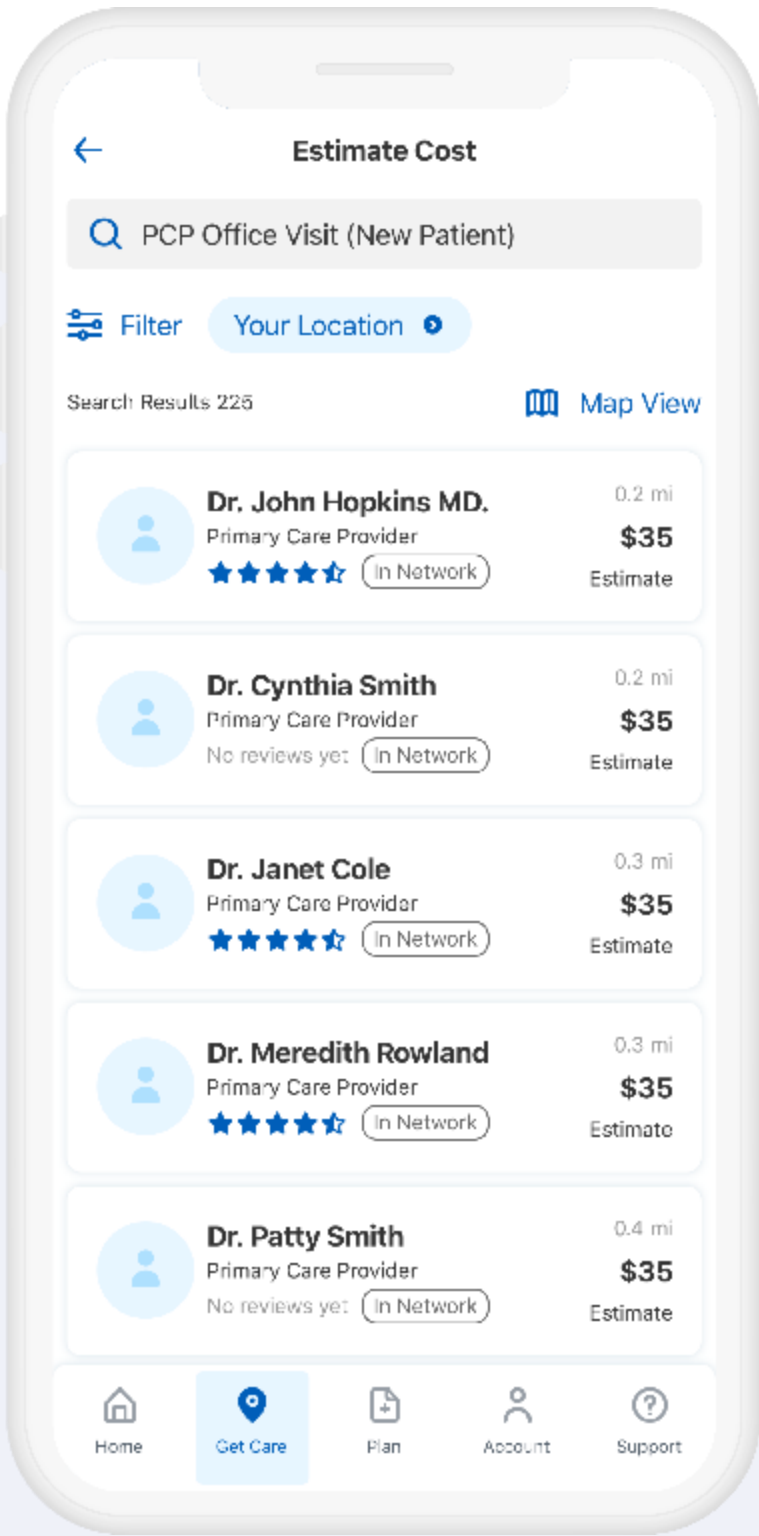 Estimate Cost
PCP Office Visit (New Patient)
Filter
Your Location
Search Results 225
Map View
Dr. John Hopkins MD.
0.2 mi
Primary Care Provider
$35
In Network
Estimate
Dr. Cynthia Smith
0.2 mi
Primary Care Provider
$35
No reviews yet
In Network
Estimate
Dr. Janet Cole
0.3 mi
Primary Care Provider
$35
In Network
Estimate
Dr. Meredith Rowland
0.3 mi
Primary Care Provider
$35
In Network
Estimate
Dr. Patty Smith
0.4 mi
Primary Care Provider
$35
No reviews yet
In Network
Estimate
Home
Get Care
Plan
Account
Support